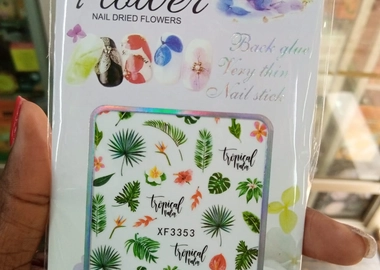 Flower
NAIL DRIED FLOWERS
Back glue
Very thin
Nail stick
tropical
tropical
XF3353
tropical